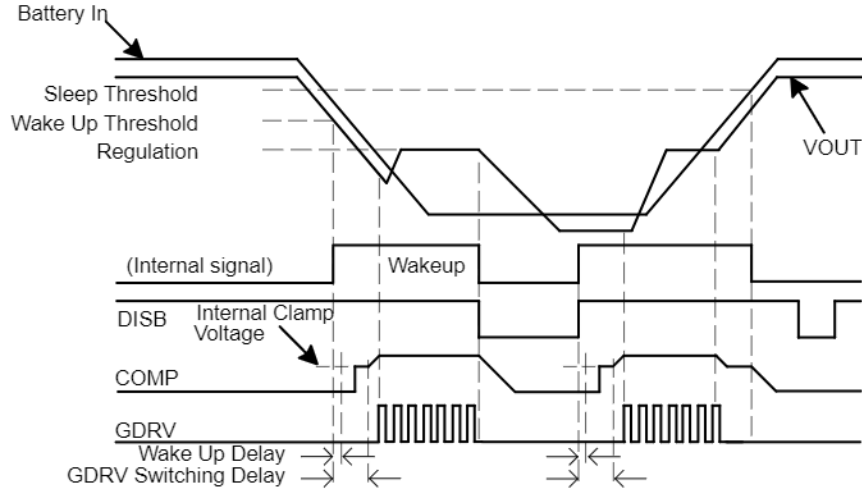 Battery In
Sleep Threshold
Wake Up Threshold
Regulation
VOUT
(Internal signal)
Wakeup
DISB
Internal Clamp
Voltage
COMP
GDRV
Wake Up Delay
GDRV Switching Delay